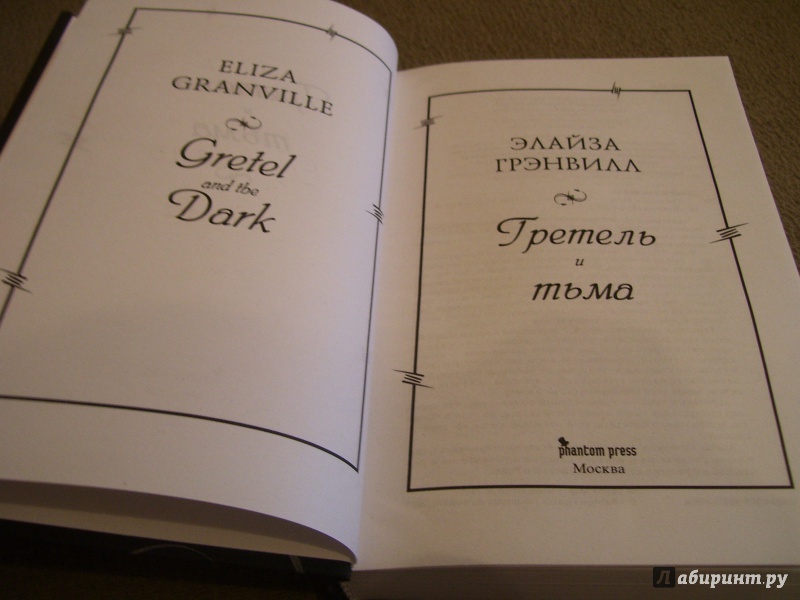 ELIZA
GRANVILLE
Gretel
and the
Dark
ЭЛАЙЗА
ГРЭНВИЛЛ
Гретель
и
тьма
phantom press
Москва
Лабиринт.ру